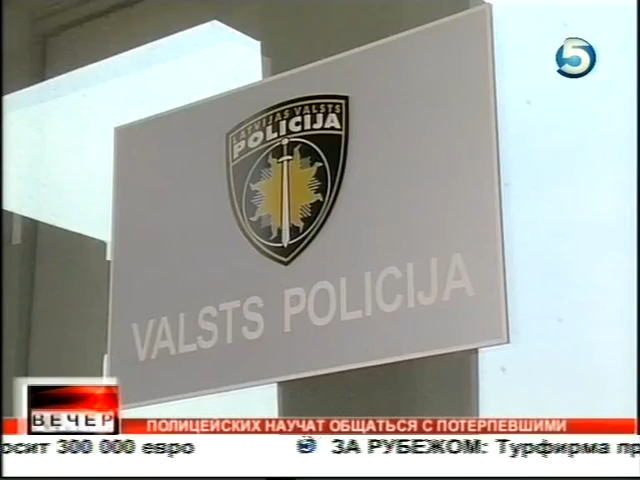 5
LATVIJAS VALSTS
POLICIJA
VALSTS POLICIJA
ВЕЧЕР
ПОЛИЦЕЙСКИХ НАУЧАТ ОБЩАТЬСЯ С ПОТЕРПЕВШИМИ
300 000 евро ЗА РУБЕЖОМ: Турфирма